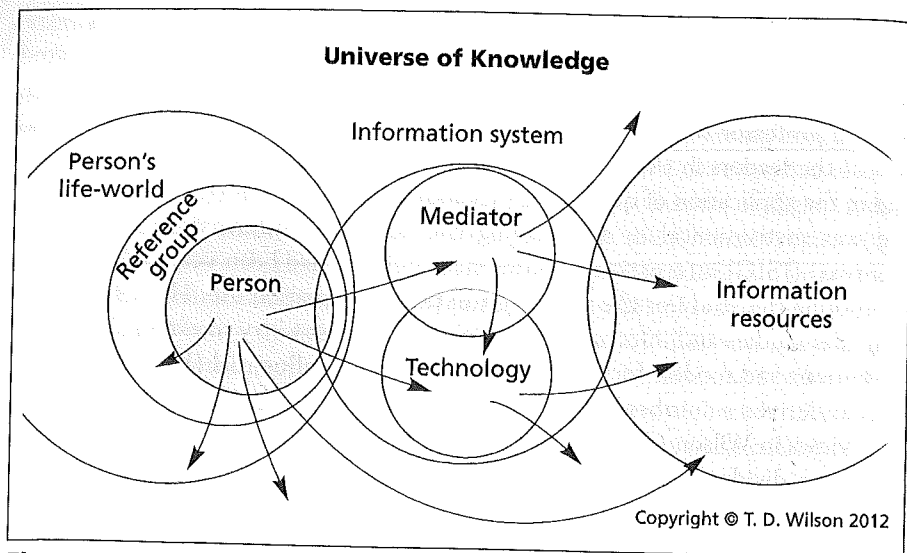 Universe of Knowledge
Person's
life-world
Reference
group
Person
Information system
Mediator
Technology
Information
resources
Copyright © T. D. Wilson 2012